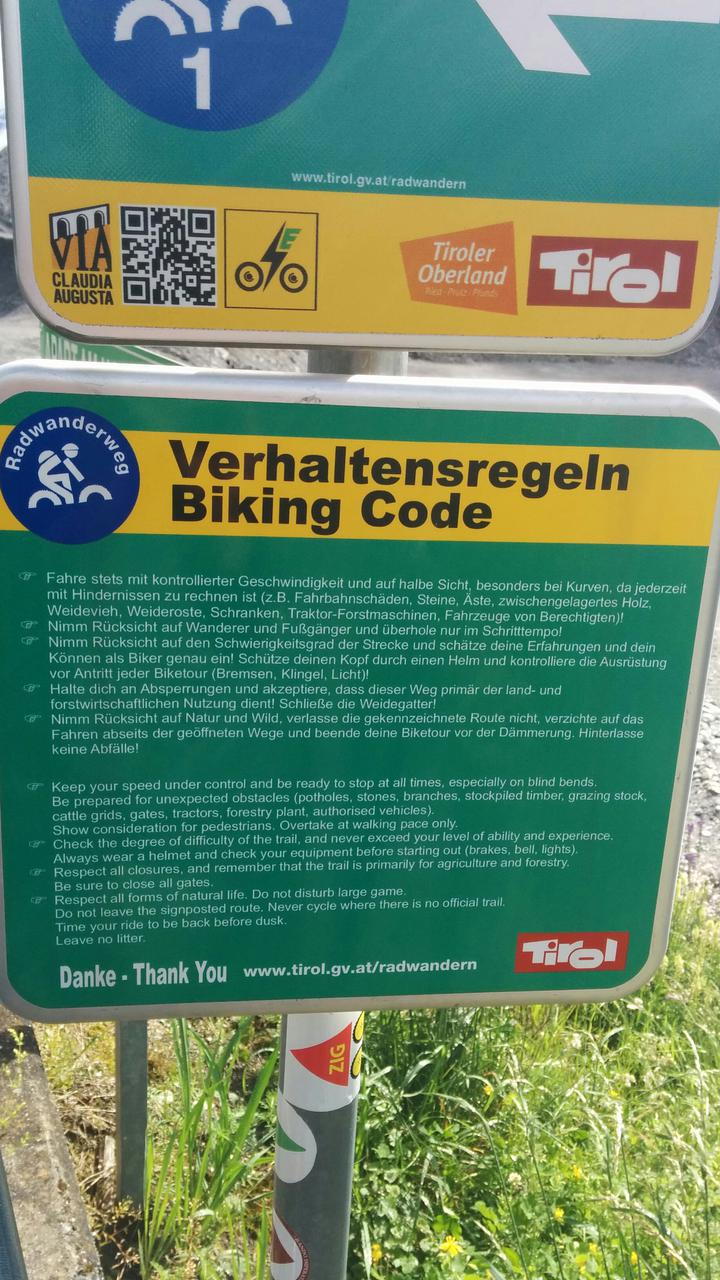 1
www.tirol.gv.at/radwandern
VIA
CLAUDIA
AUGUSTA
E
Tiroler
Oberland
Ried - Prutz - Pfunds
Tirol
Radwanderweg
Verhaltensregeln
Biking Code
Fahre stets mit kontrollierter Geschwindigkeit und auf halbe Sicht, besonders bei Kurven, da jederzeit
mit Hindernissen zu rechnen ist (z.B. Fahrbahnschäden, Steine, Äste, zwischengelagertes Holz,
Weidevieh, Weideroste, Schranken, Traktor-Forstmaschinen, Fahrzeuge von Berechtigten)!
Nimm Rücksicht auf Wanderer und Fußgänger und überhole nur im Schritttempo!
Nimm Rücksicht auf den Schwierigkeitsgrad der Strecke und schätze deine Erfahrungen und dein
Können als Biker genau ein! Schütze deinen Kopf durch einen Helm und kontrolliere die Ausrüstung
vor Antritt jeder Biketour (Bremsen, Klingel, Licht)!
Halte dich an Absperrungen und akzeptiere, dass dieser Weg primär der land- und
forstwirtschaftlichen Nutzung dient! Schließe die Weidegatter!
Nimm Rücksicht auf Natur und Wild, verlasse die gekennzeichnete Route nicht, verzichte auf das
Fahren abseits der geöffneten Wege und beende deine Biketour vor der Dämmerung. Hinterlasse
keine Abfälle!
Keep your speed under control and be ready to stop at all times, especially on blind bends.
Be prepared for unexpected obstacles (potholes, stones, branches, stockpiled timber, grazing stock,
cattle grids, gates, tractors, forestry plant, authorised vehicles).
Show consideration for pedestrians. Overtake at walking pace only.
Check the degree of difficulty of the trail, and never exceed your level of ability and experience.
Always wear a helmet and check your equipment before starting out (brakes, bell, lights).
Respect all closures, and remember that the trail is primarily for agriculture and forestry.
Be sure to close all gates.
Respect all forms of natural life. Do not disturb large game.
Do not leave the signposted route. Never cycle where there is no official trail.
Time your ride to be back before dusk.
Leave no litter.
Danke - Thank You www.tirol.gv.at/radwandern
Tirol
ZIG